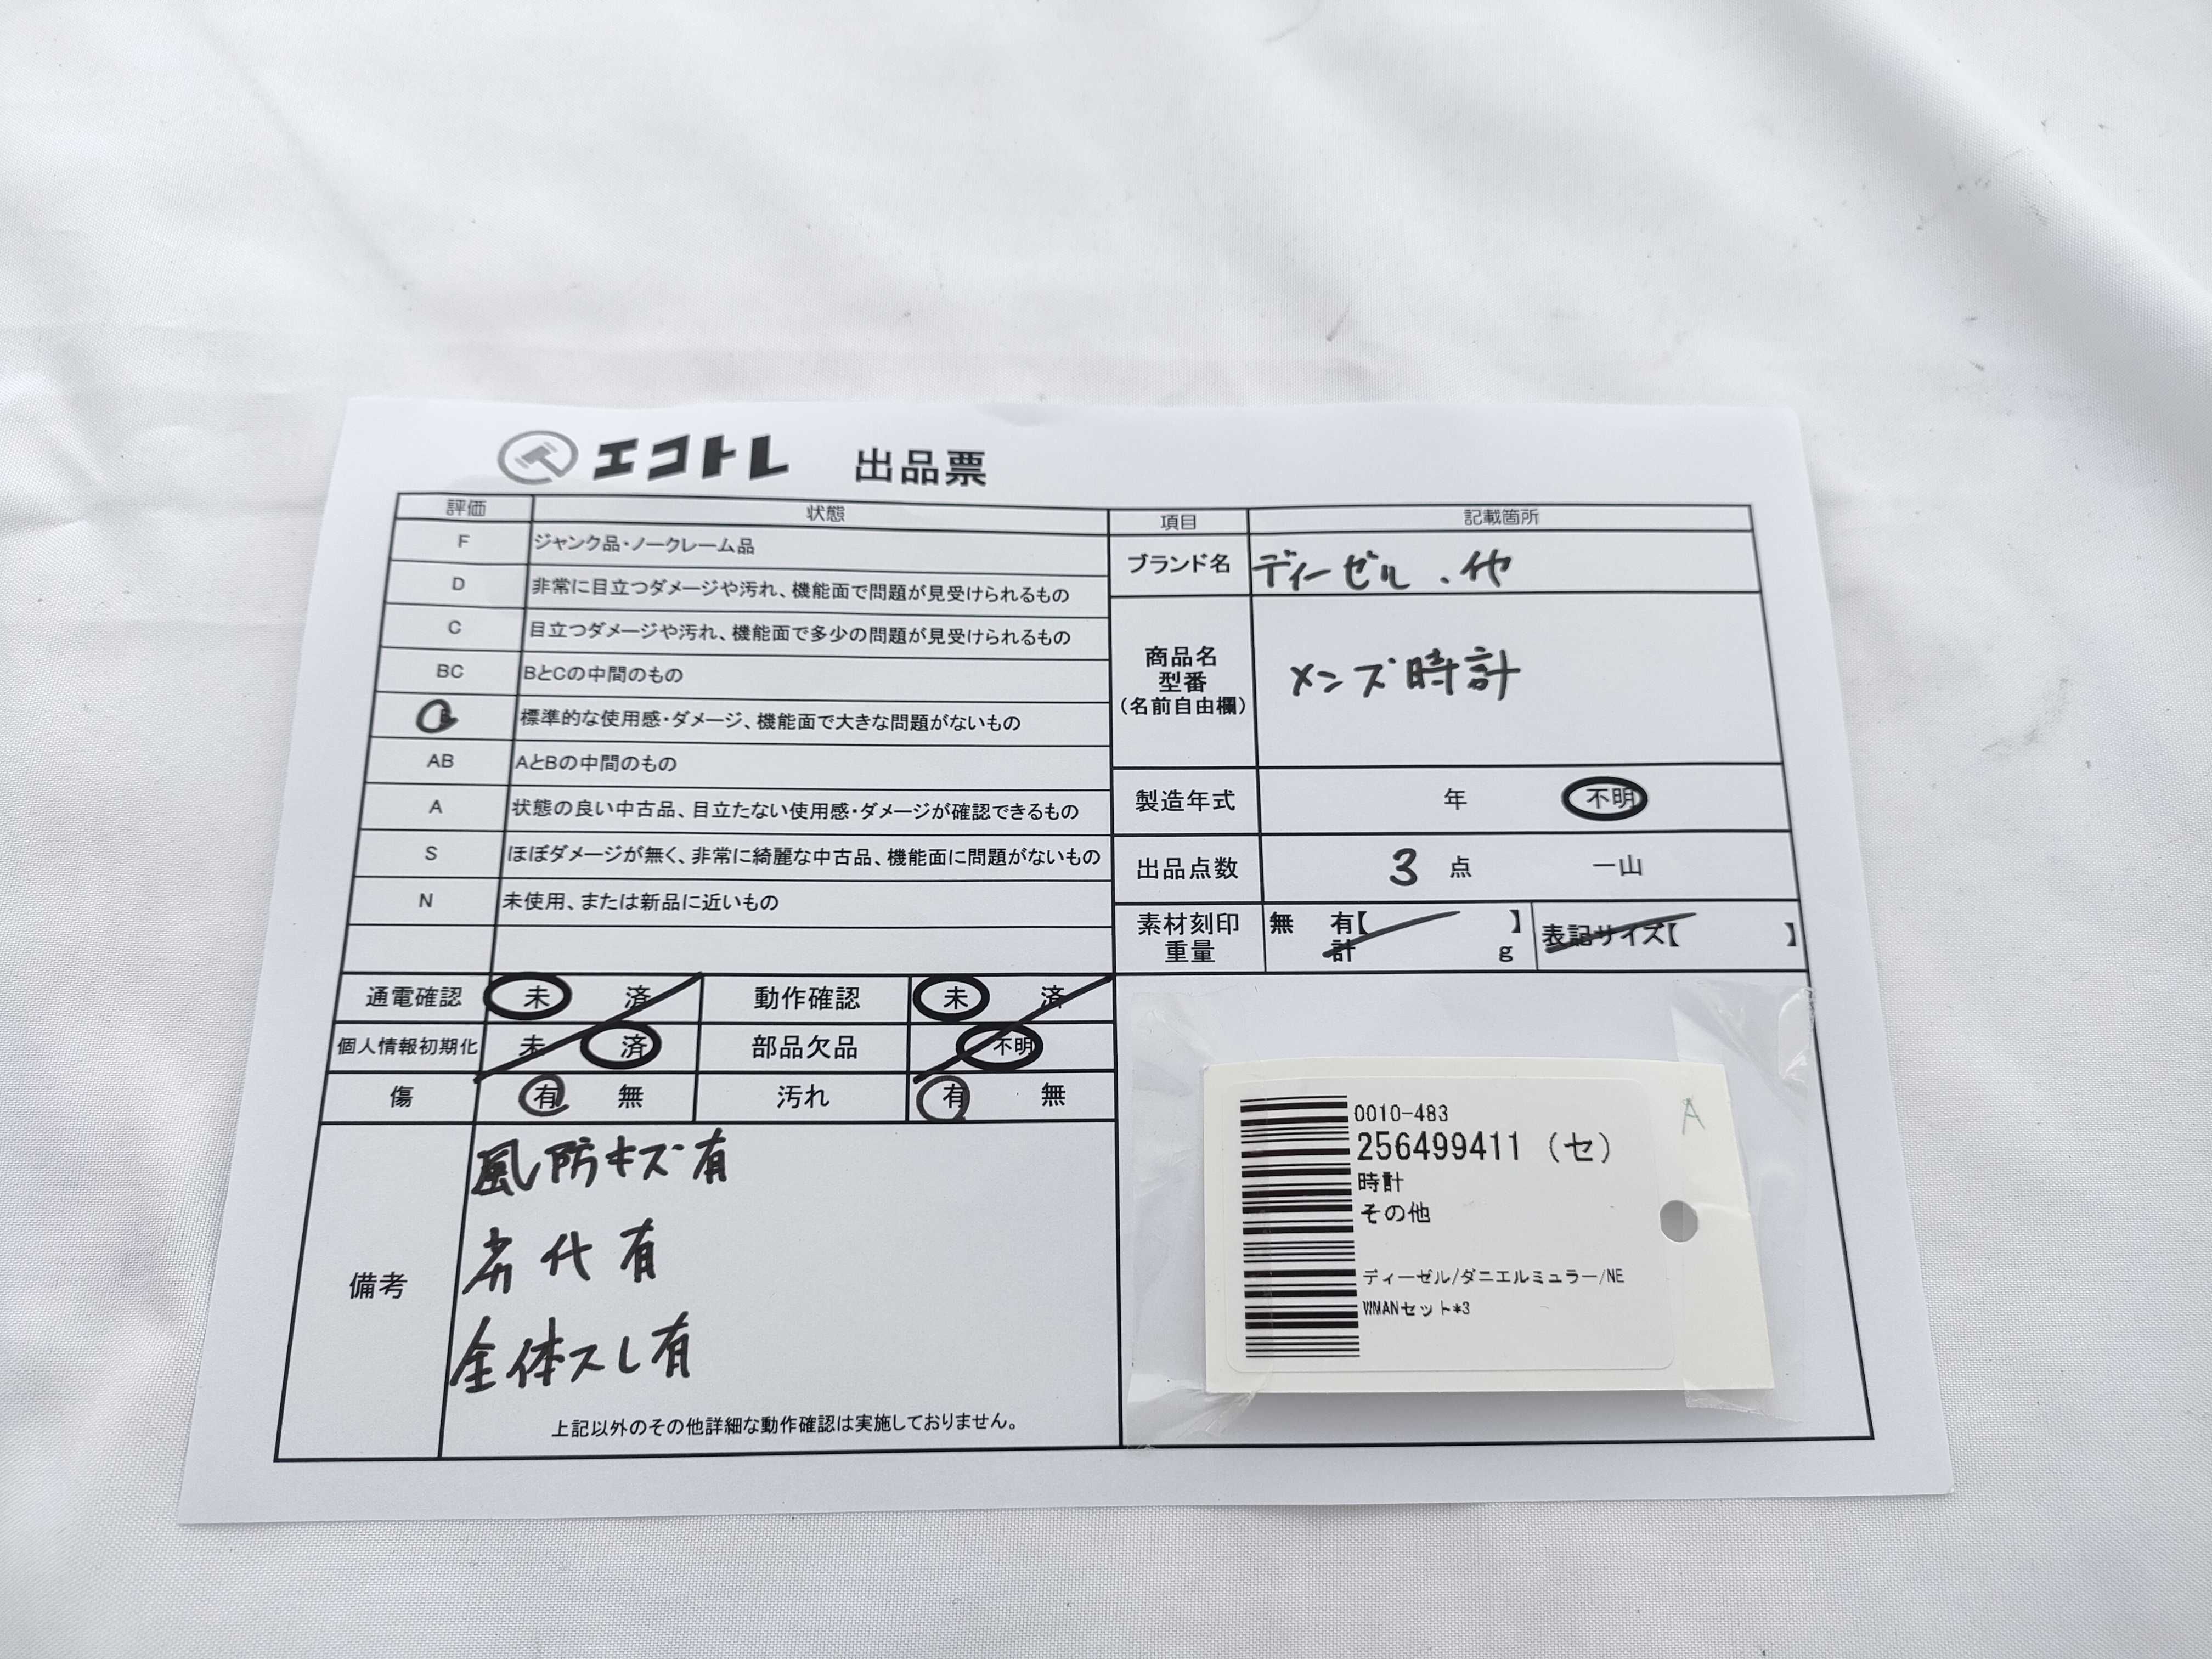 エコトレ 出品票
評価 状態
F ジャンク品・ノークレーム品
D 非常に目立つダメージや汚れ、機能面で問題が見受けられるもの
C 目立つダメージや汚れ、機能面で多少の問題が見受けられるもの
BC BとCの中間のもの
B 標準的な使用感・ダメージ、機能面で大きな問題がないもの
AB AとBの中間のもの
A 状態の良い中古品、目立たない使用感・ダメージが確認できるもの
S ほぼダメージが無く、非常に綺麗な中古品、機能面に問題がないもの
N 未使用、または新品に近いもの
項目 記載箇所
ブランド名 ディーゼル．他
商品名
型番
（名前自由欄）
メンズ時計
製造年式 年 不明
出品点数 3 点 一山
素材刻印 無 有【 】 表記サイズ【 】
重量 計 g
通電確認 未 済 動作確認 未 済
個人情報初期化 未 済 部品欠品 不明
傷 有 無 汚れ 有 無
備考
風防キズ有
劣化有
全体スレ有
上記以外のその他詳細な動作確認は実施しておりません。
0010-483
256499411 (セ)
時計
その他
ディーゼル/ダニエルミュラー/NE
WMANセット*3
A